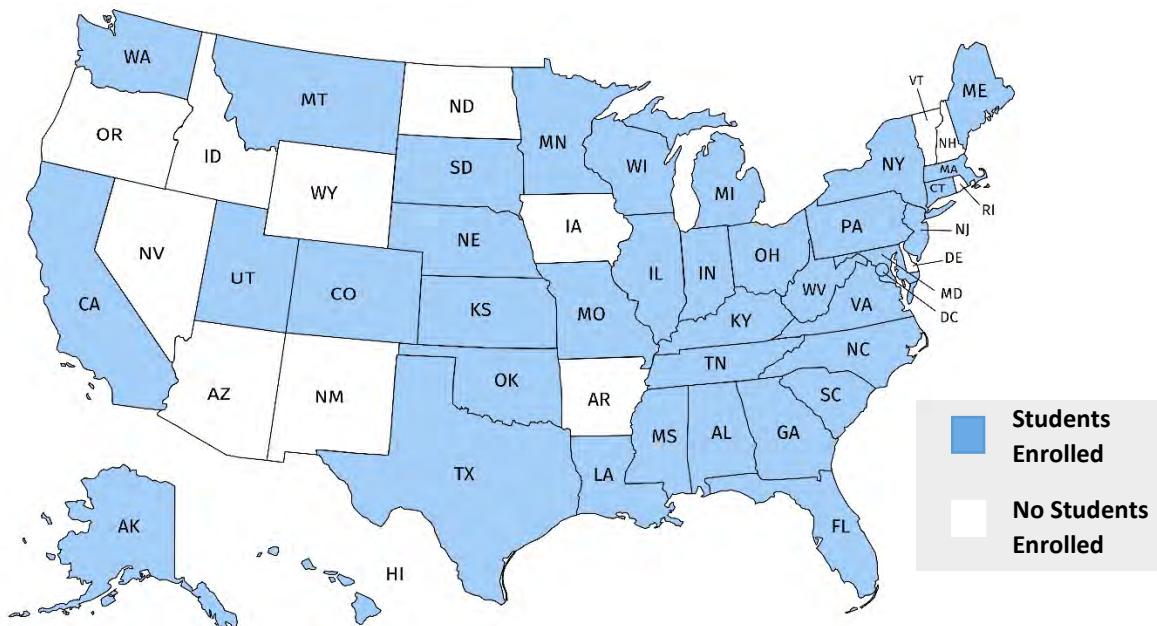 WA
MT
ND
MN
VT
ME
OR
ID
WY
SD
WI
MI
NY
NH
MA
CT
RI
NV
NE
IA
PA
NJ
CA
UT
CO
KS
MO
IL
IN
OH
WV
VA
DE
MD
DC
KY
AZ
NM
OK
AR
TN
NC
SC
TX
LA
MS
AL
GA
FL
AK
HI
Students
Enrolled
No Students
Enrolled